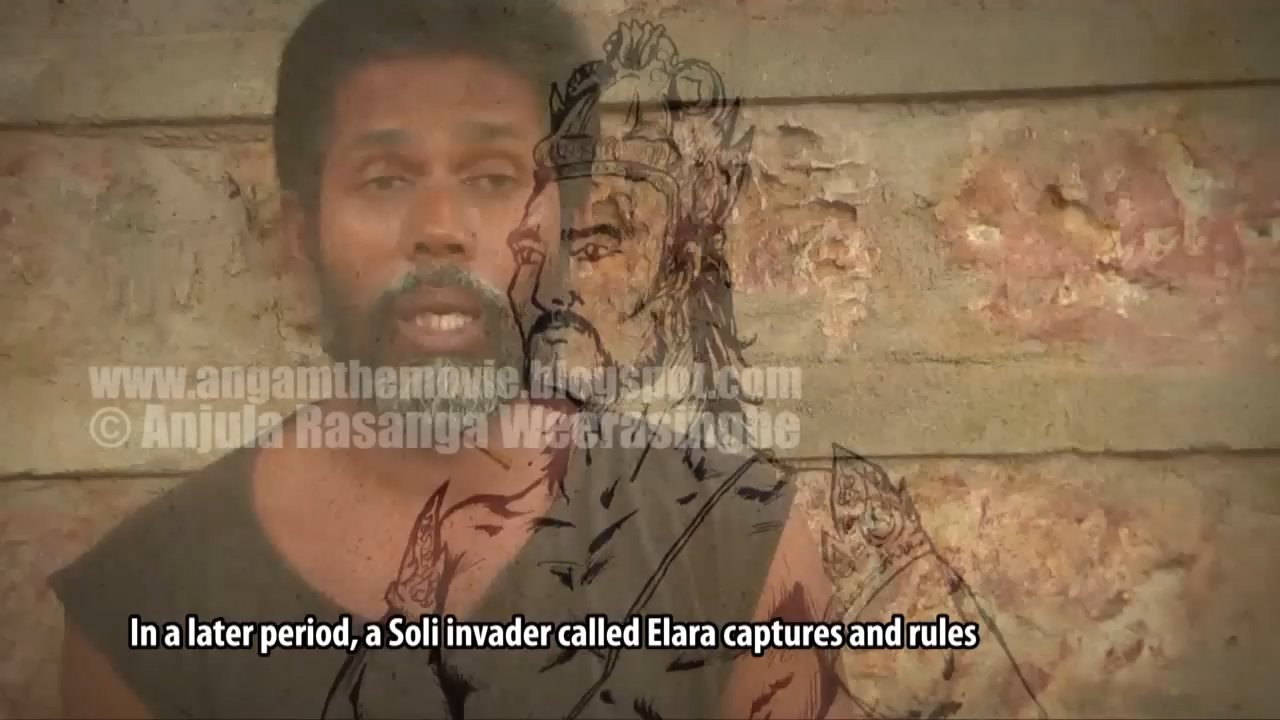 www.angamthemovie.blogspot.com
© Anjula Rasanga Weerasinghe
In a later period, a Soli invader called Elara captures and rules